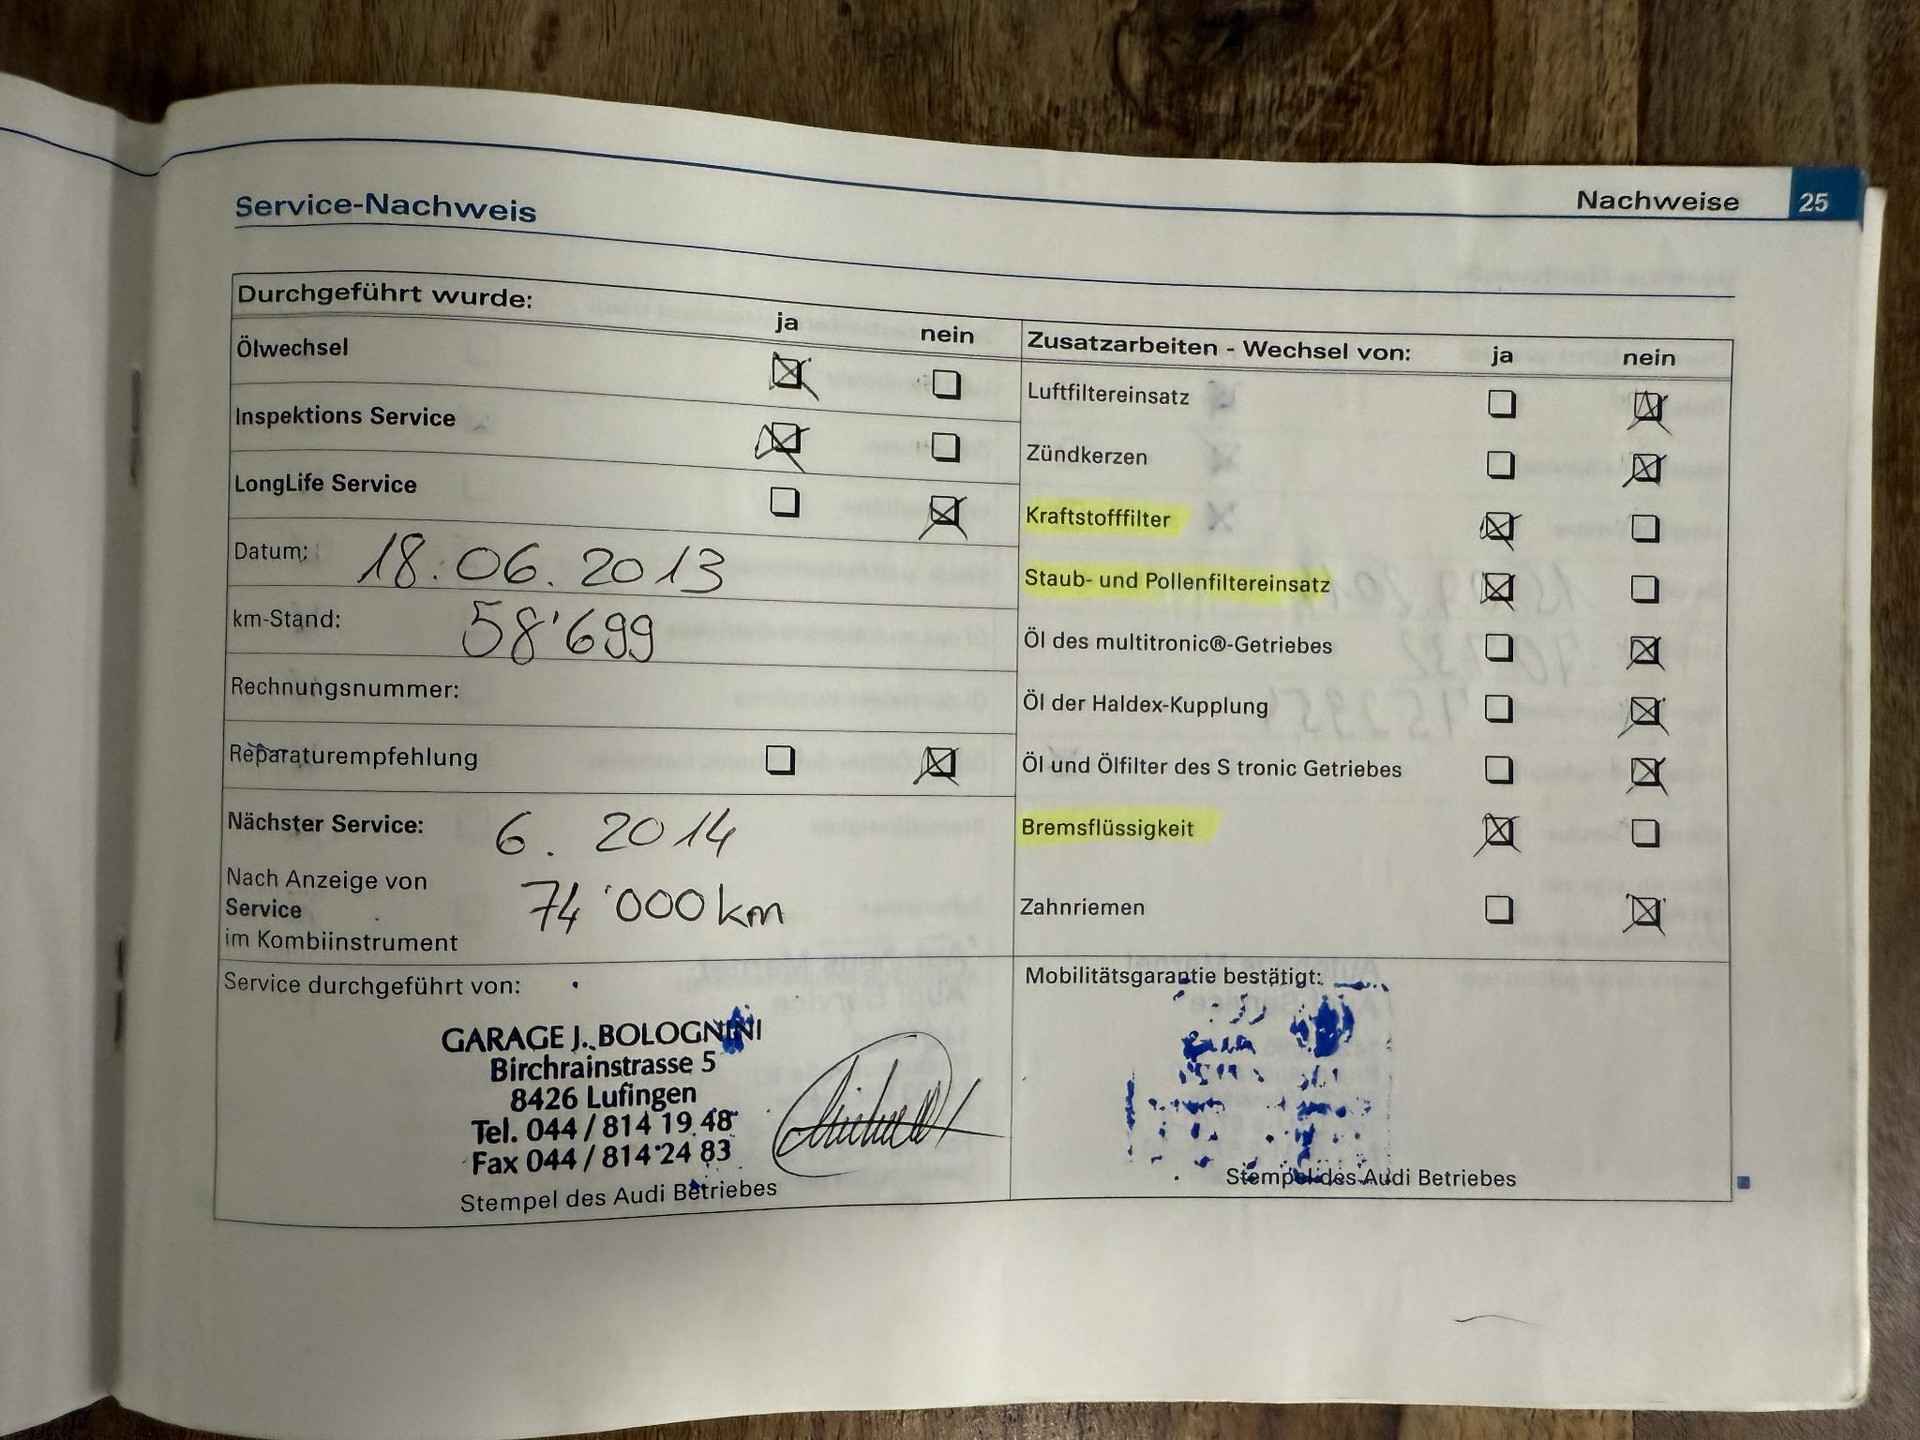 Service-Nachweis
Nachweise 25
Durchgeführt wurde:
ja nein
Ölwechsel
Inspektions Service
LongLife Service
Datum: 18.06.2013
km-Stand: 58'699
Rechnungsnummer:
Reparaturempfehlung
Nächster Service: 6. 2014
Nach Anzeige von
Service
im Kombiinstrument
74'000 km
Service durchgeführt von:
GARAGE J. BOLOGNINI
Birchrainstrasse 5
8426 Lufingen
Tel. 044 / 814 19 48
Fax 044 / 814 24 83
Stempel des Audi Betriebes
Zusatzarbeiten - Wechsel von: ja nein
Luftfiltereinsatz
Zündkerzen
Kraftstofffilter
Staub- und Pollenfiltereinsatz
Öl des multitronic®-Getriebes
Öl der Haldex-Kupplung
Öl und Ölfilter des S tronic Getriebes
Bremsflüssigkeit
Zahnriemen
Mobilitätsgarantie bestätigt:
Stempel des Audi Betriebes